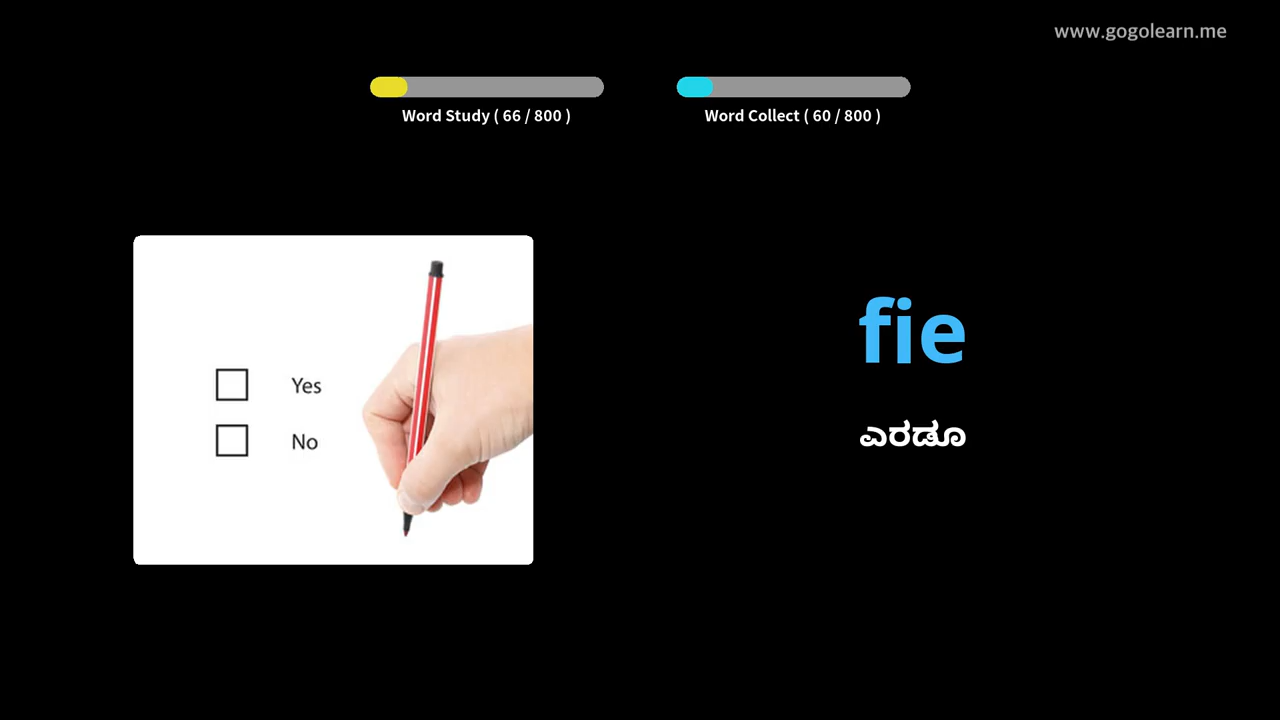 www.gogolearn.me
Word Study ( 66 / 800 )
Word Collect ( 60 / 800 )
Yes
No
fie
ಎರಡೂ